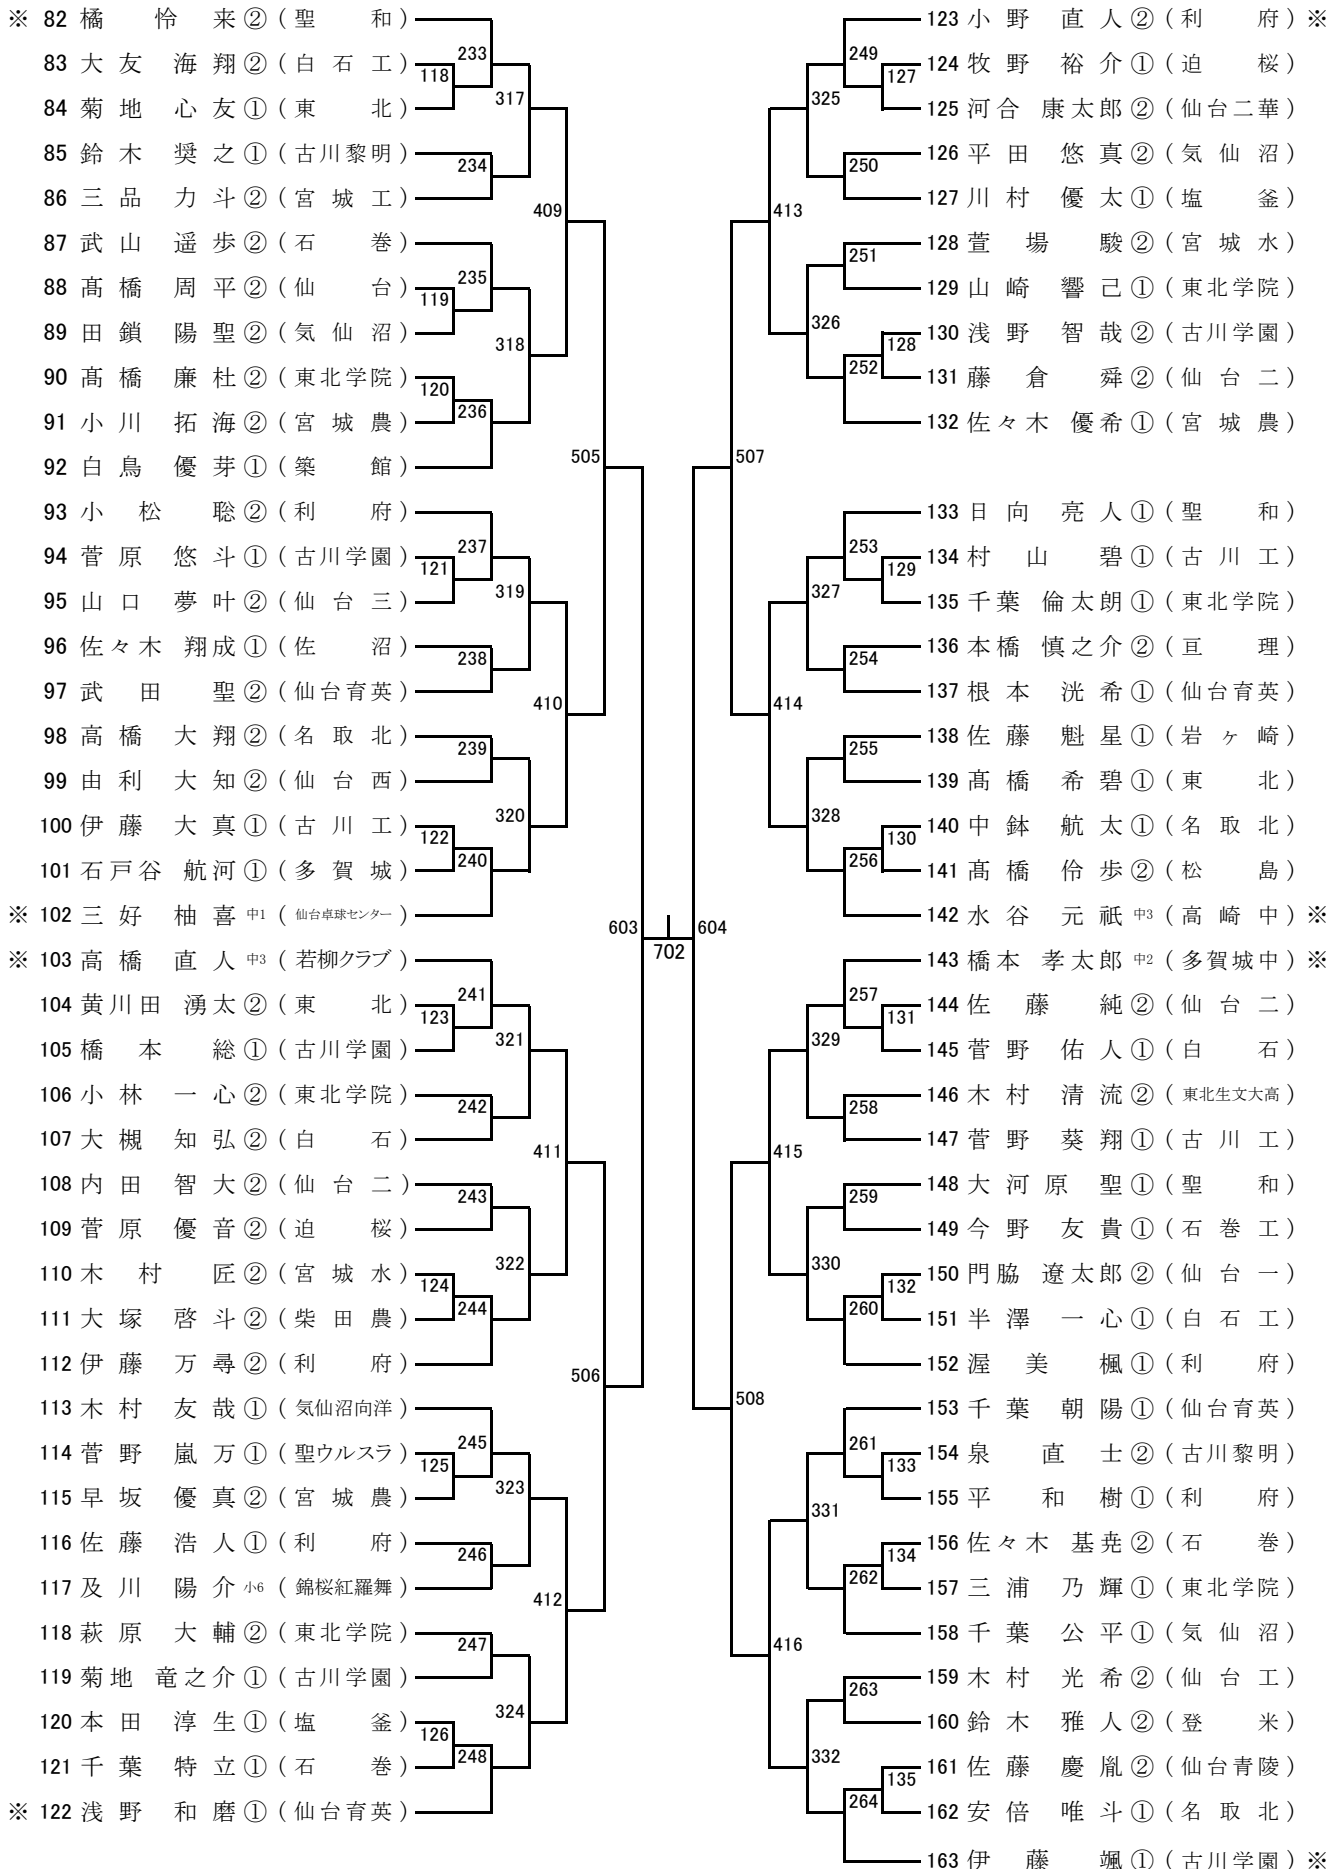 ※ 82 橘 怜 来 ② ( 聖 和 )
83 大 友 海 翔 ② ( 白 石 工 )
84 菊 地 心 友 ① ( 東 北 )
85 鈴 木 奨 之 ① ( 古川黎明 )
86 三 品 力 斗 ② ( 宮 城 工 )
87 武 山 遥 歩 ② ( 石 巻 )
88 髙 橋 周 平 ② ( 仙 台 )
89 田 鎖 陽 聖 ② ( 気 仙 沼 )
90 髙 橋 廉 杜 ② ( 東北学院 )
91 小 川 拓 海 ② ( 宮 城 農 )
92 白 鳥 優 芽 ① ( 築 館 )
93 小 松 聡 ② ( 利 府 )
94 菅 原 悠 斗 ① ( 古川学園 )
95 山 口 夢 叶 ② ( 仙 台 三 )
96 佐々木 翔成 ① ( 佐 沼 )
97 武 田 聖 ② ( 仙台育英 )
98 高 橋 大 翔 ② ( 名 取 北 )
99 由 利 大 知 ② ( 仙 台 西 )
100 伊 藤 大 真 ① ( 古 川 工 )
101 石戸谷 航河 ① ( 多 賀 城 )
※ 102 三 好 柚 喜 中1 ( 仙台卓球センター )
※ 103 高 橋 直 人 中3 ( 若柳クラブ )
104 黄川田 湧太 ② ( 東 北 )
105 橋 本 総 ① ( 古川学園 )
106 小 林 一 心 ② ( 東北学院 )
107 大 槻 知 弘 ② ( 白 石 )
108 内 田 智 大 ② ( 仙 台 二 )
109 菅 原 優 音 ② ( 迫 桜 )
110 木 村 匠 ② ( 宮 城 水 )
111 大 塚 啓 斗 ② ( 柴 田 農 )
112 伊 藤 万 尋 ② ( 利 府 )
113 木 村 友 哉 ① ( 気仙沼向洋 )
114 菅 野 嵐 万 ① ( 聖ウルスラ )
115 早 坂 優 真 ② ( 宮 城 農 )
116 佐 藤 浩 人 ① ( 利 府 )
117 及 川 陽 介 小6 ( 錦桜紅羅舞 )
118 萩 原 大 輔 ② ( 東北学院 )
119 菊地 竜之介 ① ( 古川学園 )
120 本 田 淳 生 ① ( 塩 釜 )
121 千 葉 特 立 ① ( 石 巻 )
※ 122 浅 野 和 磨 ① ( 仙台育英 )
118
119
120
121
122
123
124
125
126
233
234
235
236
237
238
239
240
241
242
243
244
245
246
247
248
317
318
319
320
321
322
323
324
409
410
411
412
505
506
603
702
604
507
508
413
414
415
416
325
326
327
328
329
330
331
332
249
250
251
252
253
254
255
256
257
258
259
260
261
262
263
264
127
128
129
130
131
132
133
134
135
123 小 野 直 人 ② ( 利 府 ) ※
124 牧 野 裕 介 ① ( 迫 桜 )
125 河合 康太郎 ② ( 仙台二華 )
126 平 田 悠 真 ② ( 気 仙 沼 )
127 川 村 優 太 ① ( 塩 釜 )
128 萱 場 駿 ② ( 宮 城 水 )
129 山 崎 響 己 ① ( 東北学院 )
130 浅 野 智 哉 ② ( 古川学園 )
131 藤 倉 舜 ② ( 仙 台 二 )
132 佐々木 優希 ① ( 宮 城 農 )
133 日 向 亮 人 ① ( 聖 和 )
134 村 山 碧 ① ( 古 川 工 )
135 千葉 倫太朗 ① ( 東北学院 )
136 本橋 慎之介 ② ( 亘 理 )
137 根 本 洸 希 ① ( 仙台育英 )
138 佐 藤 魁 星 ① ( 岩 ヶ 崎 )
139 髙 橋 希 碧 ① ( 東 北 )
140 中 鉢 航 太 ① ( 名 取 北 )
141 髙 橋 伶 歩 ② ( 松 島 )
142 水 谷 元 祇 中3 ( 高 崎 中 ) ※
143 橋本 孝太郎 中2 ( 多賀城中 ) ※
144 佐 藤 純 ② ( 仙 台 二 )
145 菅 野 佑 人 ① ( 白 石 )
146 木 村 清 流 ② ( 東北生文大高 )
147 菅 野 葵 翔 ① ( 古 川 工 )
148 大 河 原 聖 ① ( 聖 和 )
149 今 野 友 貴 ① ( 石 巻 工 )
150 門脇 遼太郎 ② ( 仙 台 一 )
151 半 澤 一 心 ① ( 白 石 工 )
152 渥 美 楓 ① ( 利 府 )
153 千 葉 朝 陽 ① ( 仙台育英 )
154 泉 直 士 ② ( 古川黎明 )
155 平 和 樹 ① ( 利 府 )
156 佐々木 基尭 ② ( 石 巻 )
157 三 浦 乃 輝 ① ( 東北学院 )
158 千 葉 公 平 ① ( 気 仙 沼 )
159 木 村 光 希 ② ( 仙 台 工 )
160 鈴 木 雅 人 ② ( 登 米 )
161 佐 藤 慶 胤 ② ( 仙台青陵 )
162 安 倍 唯 斗 ① ( 名 取 北 )
163 伊 藤 颯 ① ( 古川学園 ) ※